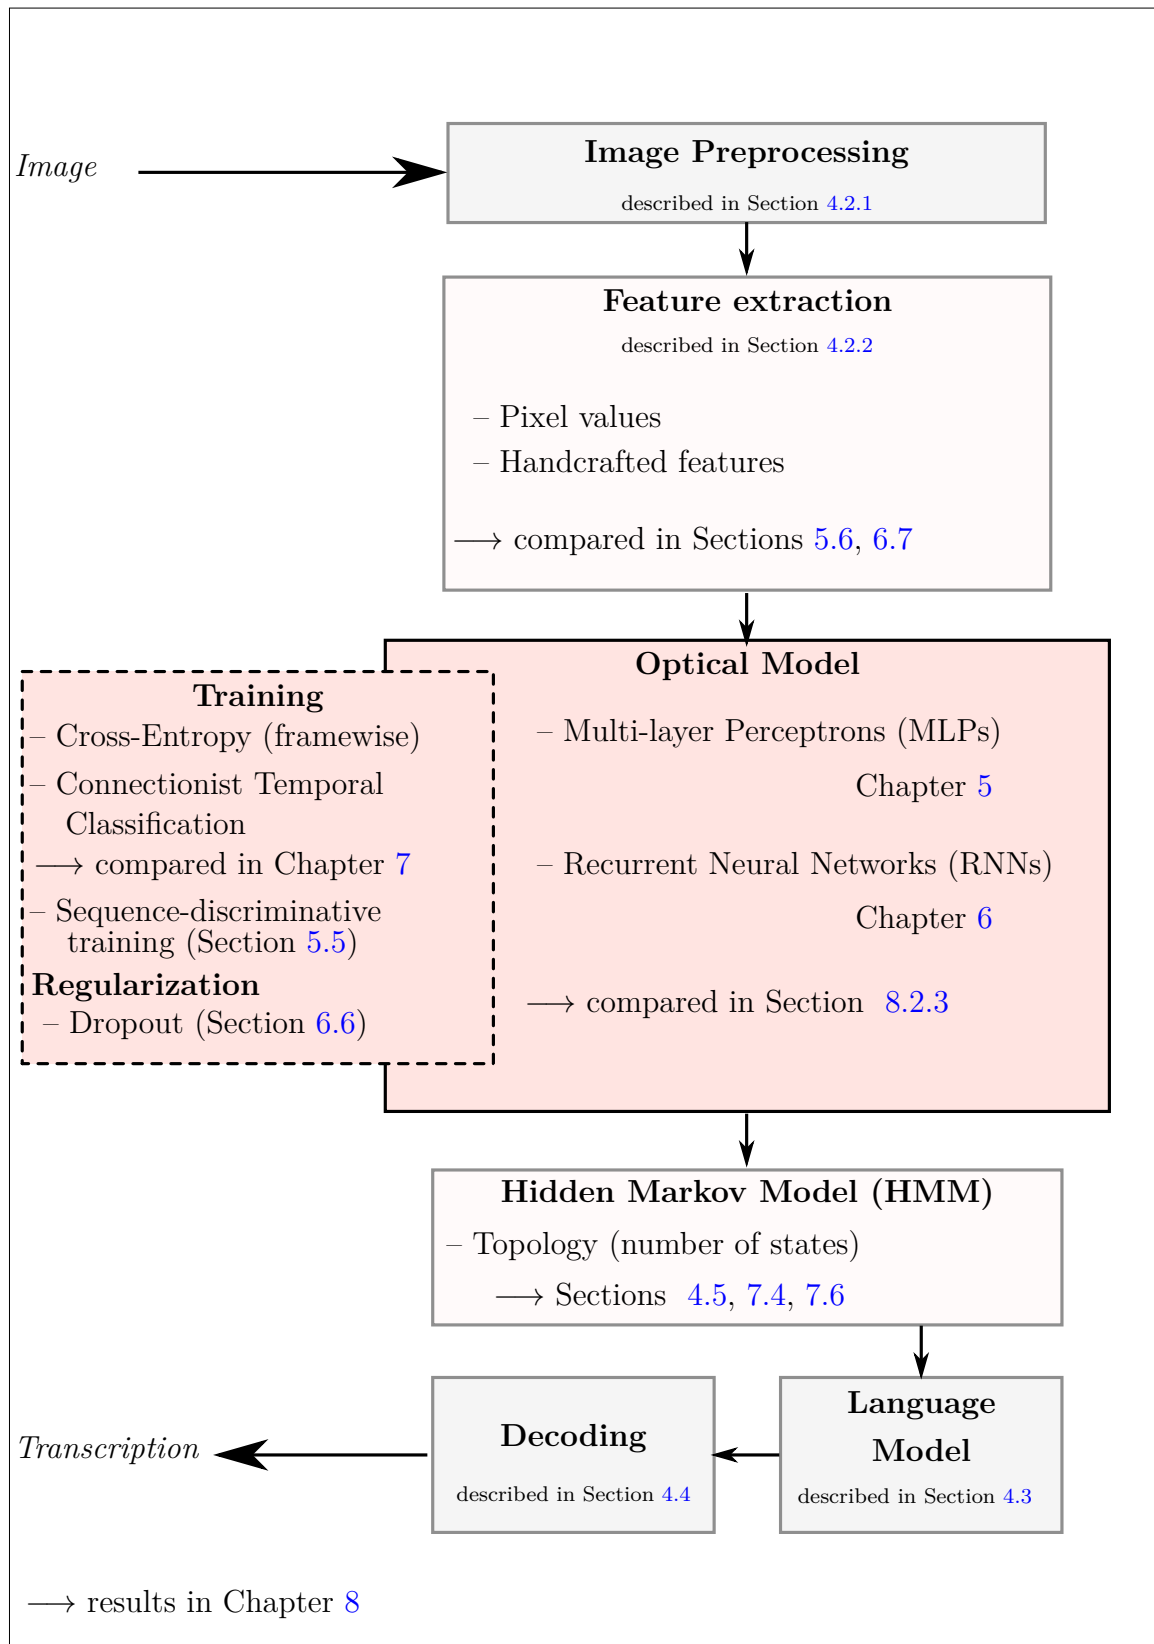 Image
Image Preprocessing
described in Section 4.2.1
Feature extraction
described in Section 4.2.2
– Pixel values
– Handcrafted features
⟶ compared in Sections 5.6, 6.7
Optical Model
– Multi-layer Perceptrons (MLPs)
Chapter 5
– Recurrent Neural Networks (RNNs)
Chapter 6
⟶ compared in Section 8.2.3
Training
– Cross-Entropy (framewise)
– Connectionist Temporal
Classification
⟶ compared in Chapter 7
– Sequence-discriminative
training (Section 5.5)
Regularization
– Dropout (Section 6.6)
Hidden Markov Model (HMM)
– Topology (number of states)
⟶ Sections 4.5, 7.4, 7.6
Language
Model
described in Section 4.3
Decoding
described in Section 4.4
Transcription
⟶ results in Chapter 8